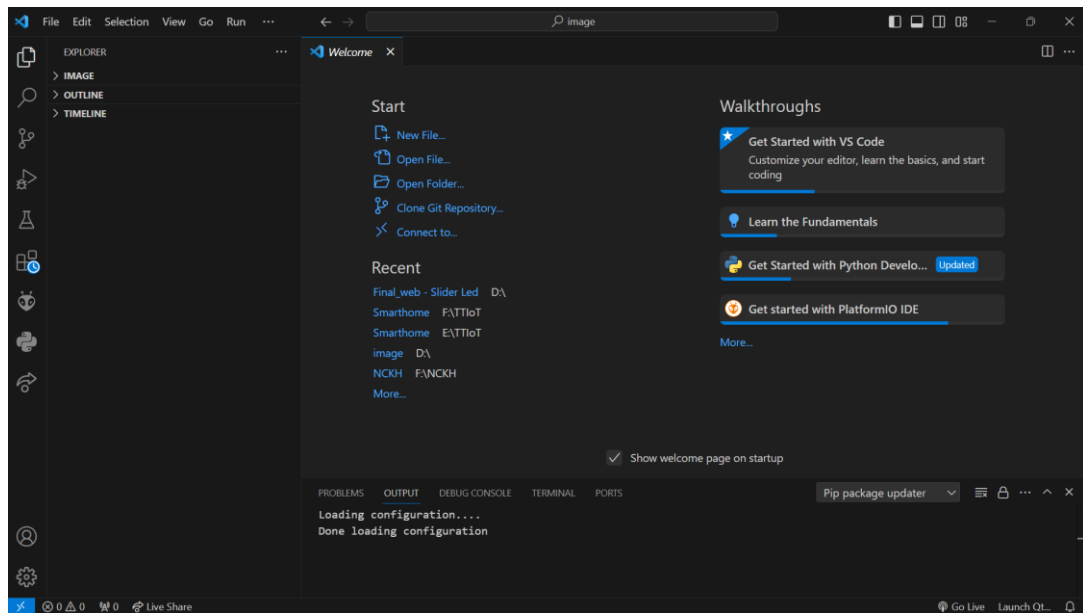 File Edit Selection View Go Run ···
image
EXPLORER
IMAGE
OUTLINE
TIMELINE
Welcome
Start
New File...
Open File...
Open Folder...
Clone Git Repository...
Connect to...
Recent
Final_web - Slider Led D:\
Smarthome F:\TTIoT
Smarthome E:\TTIoT
image D:\
NCKH F:\NCKH
More...
Walkthroughs
Get Started with VS Code
Customize your editor, learn the basics, and start
coding
Learn the Fundamentals
Get Started with Python Develo... Updated
Get started with PlatformIO IDE
More...
Show welcome page on startup
PROBLEMS OUTPUT DEBUG CONSOLE TERMINAL PORTS Pip package updater
Loading configuration....
Done loading configuration
0 0 0 Live Share Go Live Launch Qt...